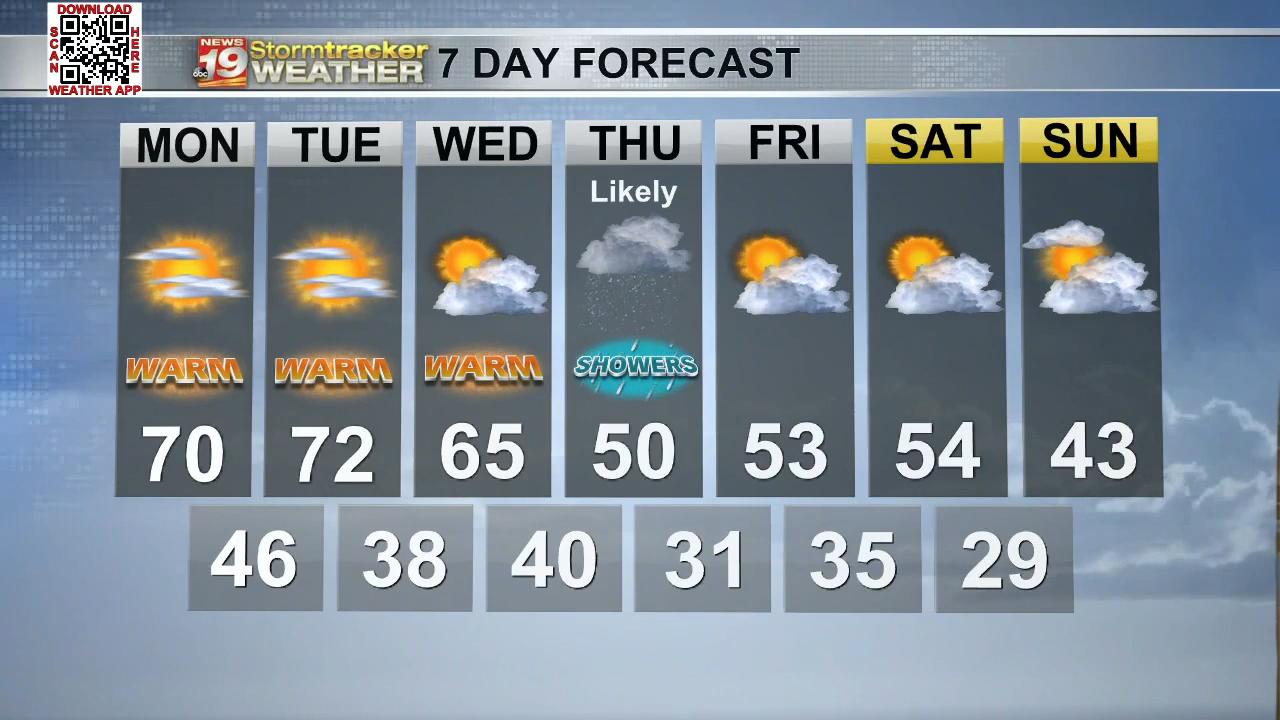 DOWNLOAD
SCAN
HERE
WEATHER APP
NEWS
abc 19
Stormtracker
WEATHER
7 DAY FORECAST
MON TUE WED THU FRI SAT SUN
Likely
WARM WARM WARM SHOWERS
70 72 65 50 53 54 43
46 38 40 31 35 29